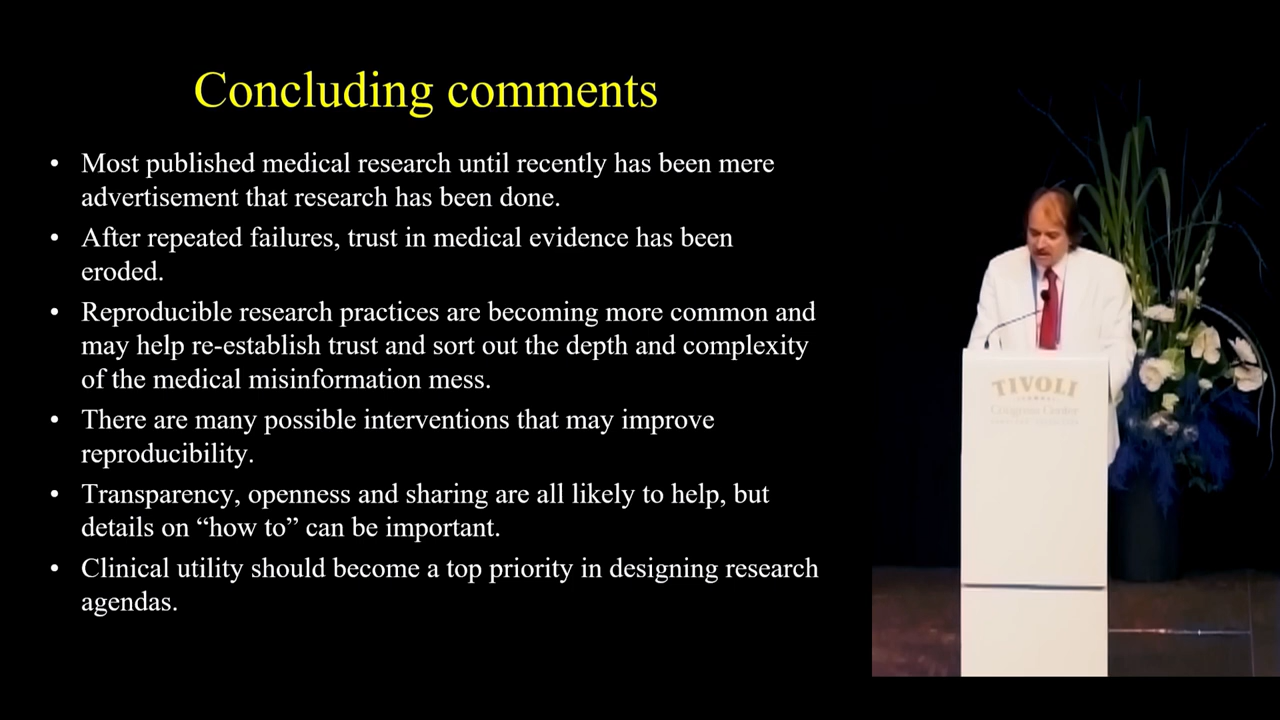 Concluding comments
• Most published medical research until recently has been mere
advertisement that research has been done.
• After repeated failures, trust in medical evidence has been
eroded.
• Reproducible research practices are becoming more common and
may help re-establish trust and sort out the depth and complexity
of the medical misinformation mess.
• There are many possible interventions that may improve
reproducibility.
• Transparency, openness and sharing are all likely to help, but
details on “how to” can be important.
• Clinical utility should become a top priority in designing research
agendas.
TIVOLI
Congress Center